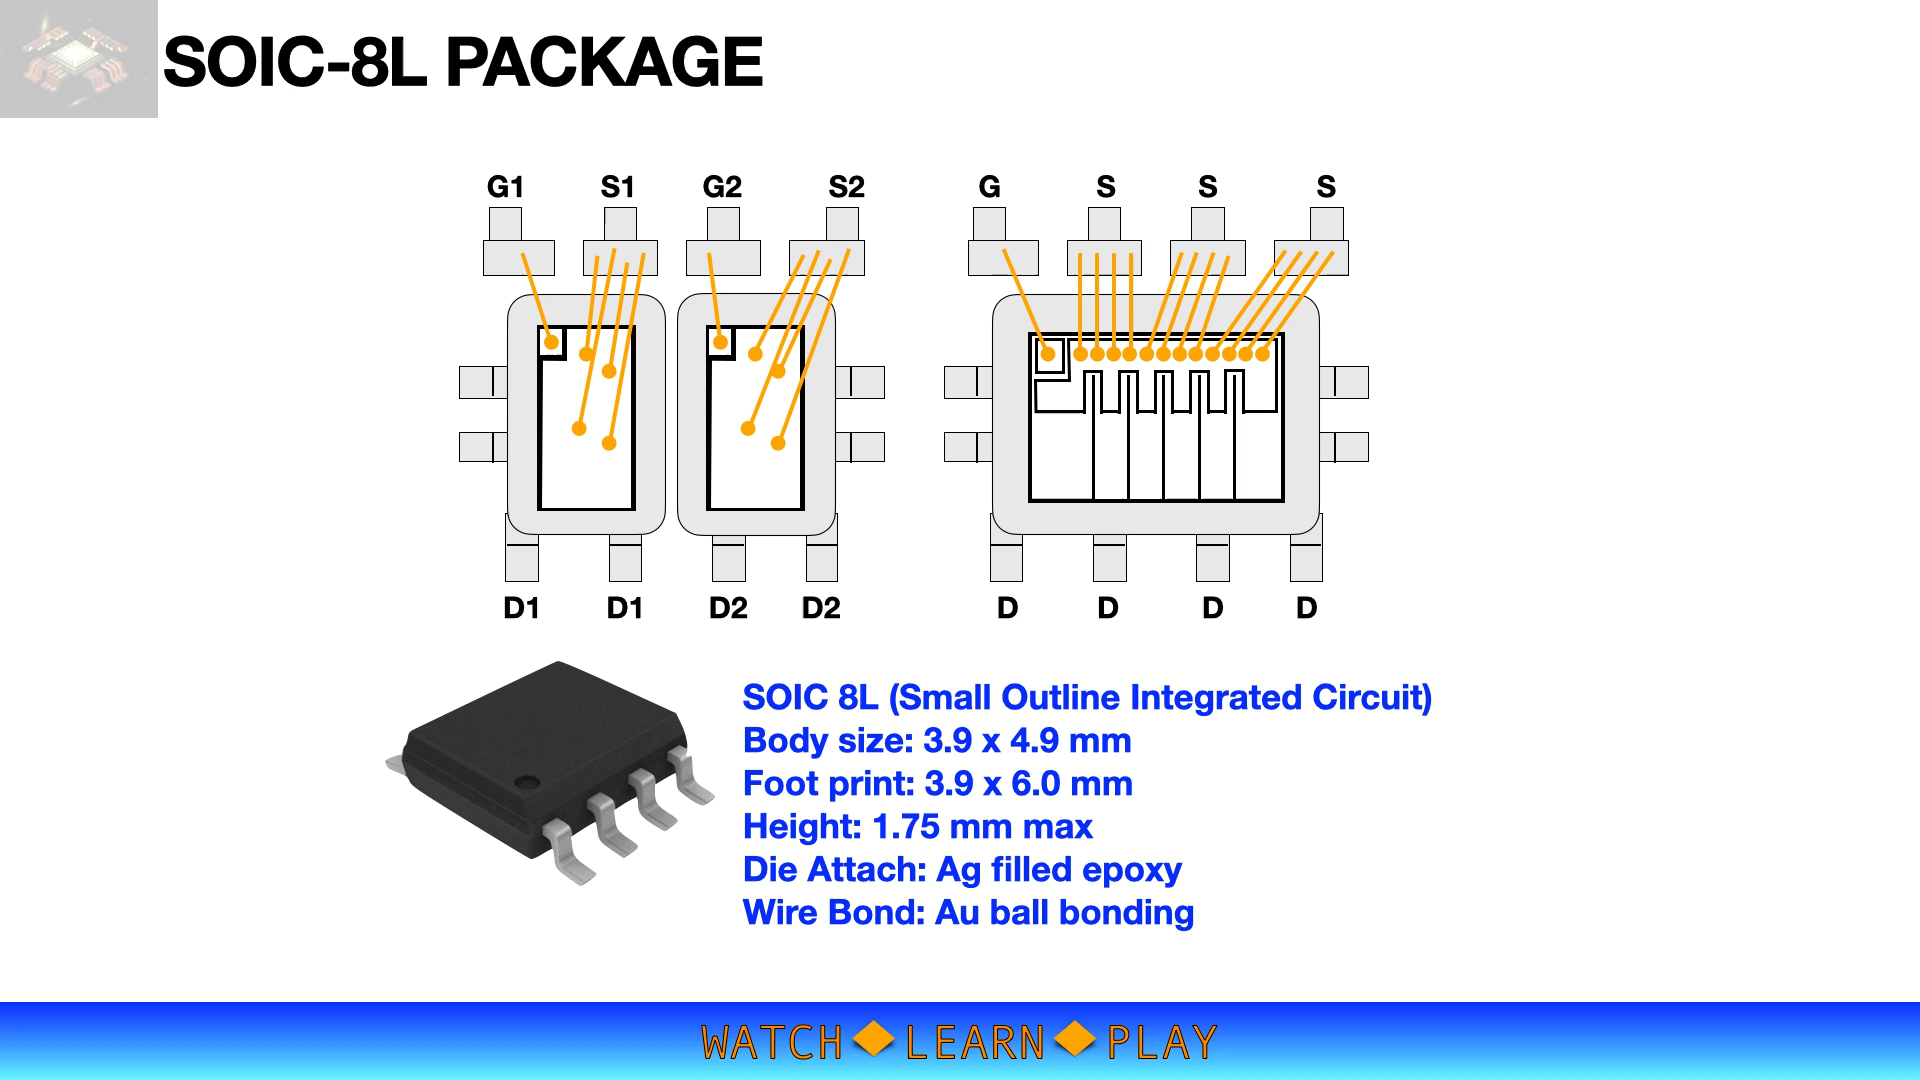 SOIC-8L PACKAGE
G1 S1 G2 S2 G S S S
D1 D1 D2 D2 D D D D
SOIC 8L (Small Outline Integrated Circuit)
Body size: 3.9 x 4.9 mm
Foot print: 3.9 x 6.0 mm
Height: 1.75 mm max
Die Attach: Ag filled epoxy
Wire Bond: Au ball bonding
WATCH LEARN PLAY